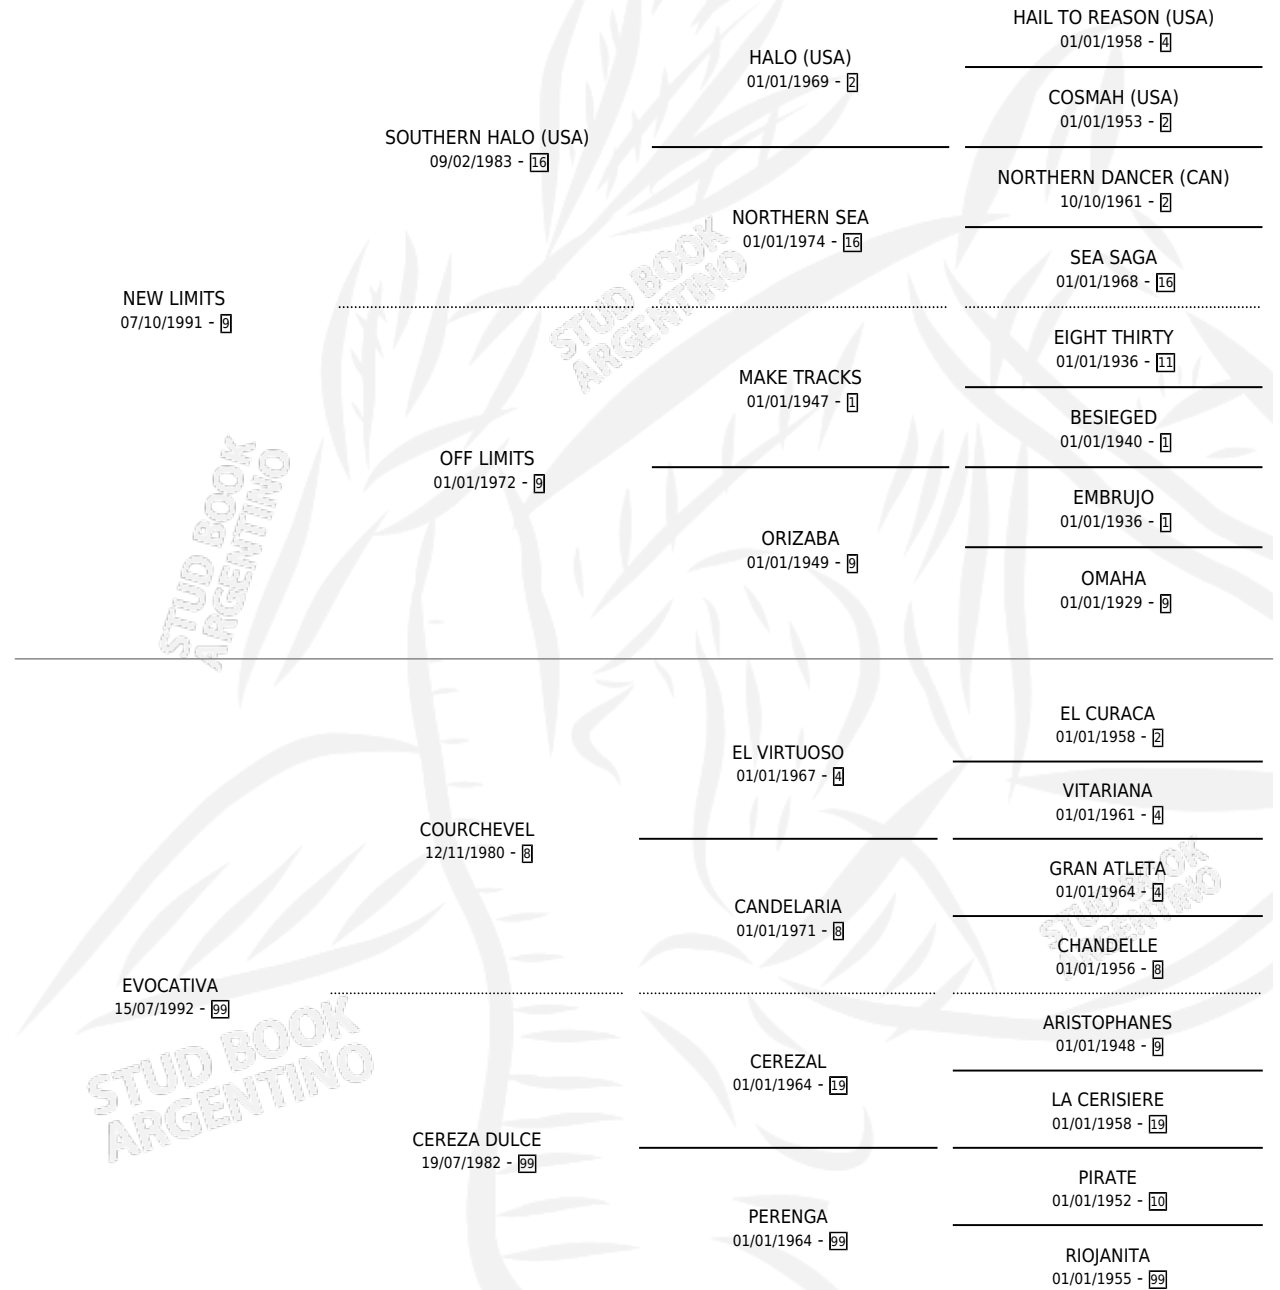 HAIL TO REASON (USA)
01/01/1958 - 4
HALO (USA)
01/01/1969 - 2
COSMAH (USA)
01/01/1953 - 2
SOUTHERN HALO (USA)
09/02/1983 - 16
NORTHERN DANCER (CAN)
10/10/1961 - 2
NORTHERN SEA
01/01/1974 - 16
SEA SAGA
01/01/1968 - 16
NEW LIMITS
07/10/1991 - 9
EIGHT THIRTY
01/01/1936 - 11
MAKE TRACKS
01/01/1947 - 1
BESIEGED
01/01/1940 - 1
OFF LIMITS
01/01/1972 - 9
EMBRUJO
01/01/1936 - 1
ORIZABA
01/01/1949 - 9
OMAHA
01/01/1929 - 9
EL CURACA
01/01/1958 - 2
EL VIRTUOSO
01/01/1967 - 4
VITARIANA
01/01/1961 - 4
COURCHEVEL
12/11/1980 - 8
GRAN ATLETA
01/01/1964 - 4
CANDELARIA
01/01/1971 - 8
CHANDELLE
01/01/1956 - 8
EVOCATIVA
15/07/1992 - 99
ARISTOPHANES
01/01/1948 - 9
CEREZAL
01/01/1964 - 19
LA CERISIERE
01/01/1958 - 19
CEREZA DULCE
19/07/1982 - 99
PIRATE
01/01/1952 - 10
PERENGA
01/01/1964 - 99
RIOJANITA
01/01/1955 - 99
STUD BOOK
ARGENTINO
STUD BOOK
ARGENTINO
STUD BOOK
ARGENTINO
STUD BOOK
ARGENTINO